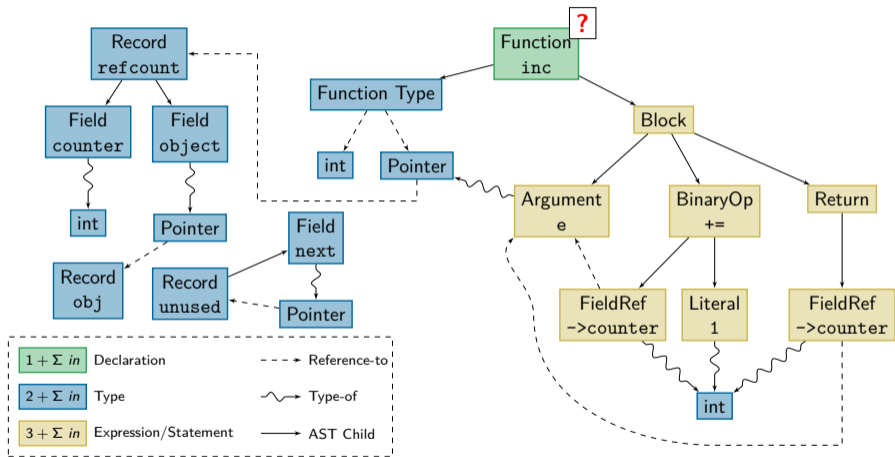 ?
Function
inc
Record
refcount
Function Type
Field
counter
Field
object
Block
int
Pointer
int
Pointer
Argument
e
BinaryOp
+=
Return
Field
next
Record
obj
Record
unused
Pointer
FieldRef
->counter
Literal
1
FieldRef
->counter
int
1 + Σ in Declaration
2 + Σ in Type
3 + Σ in Expression/Statement
Reference-to
Type-of
AST Child